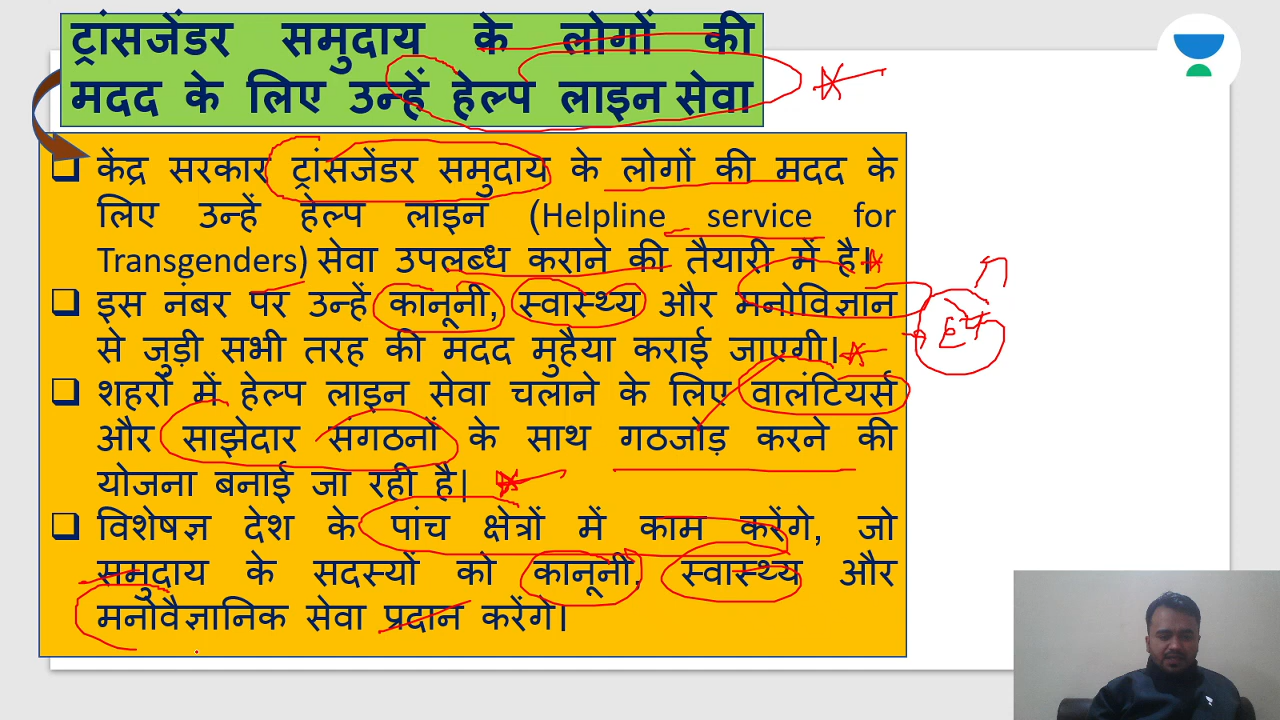 ट्रांसजेंडर समुदाय के लोगों की
मदद के लिए उन्हें हेल्प लाइन सेवा
केंद्र सरकार ट्रांसजेंडर समुदाय के लोगों की मदद के
लिए उन्हें हेल्प लाइन (Helpline service for
Transgenders) सेवा उपलब्ध कराने की तैयारी में है।
इस नंबर पर उन्हें कानूनी, स्वास्थ्य और मनोविज्ञान
से जुड़ी सभी तरह की मदद मुहैया कराई जाएगी।
शहरों में हेल्प लाइन सेवा चलाने के लिए वालंटियर्स
और साझेदार संगठनों के साथ गठजोड़ करने की
योजना बनाई जा रही है।
विशेषज्ञ देश के पांच क्षेत्रों में काम करेंगे, जो
समुदाय के सदस्यों को कानूनी, स्वास्थ्य और
मनोवैज्ञानिक सेवा प्रदान करेंगे।